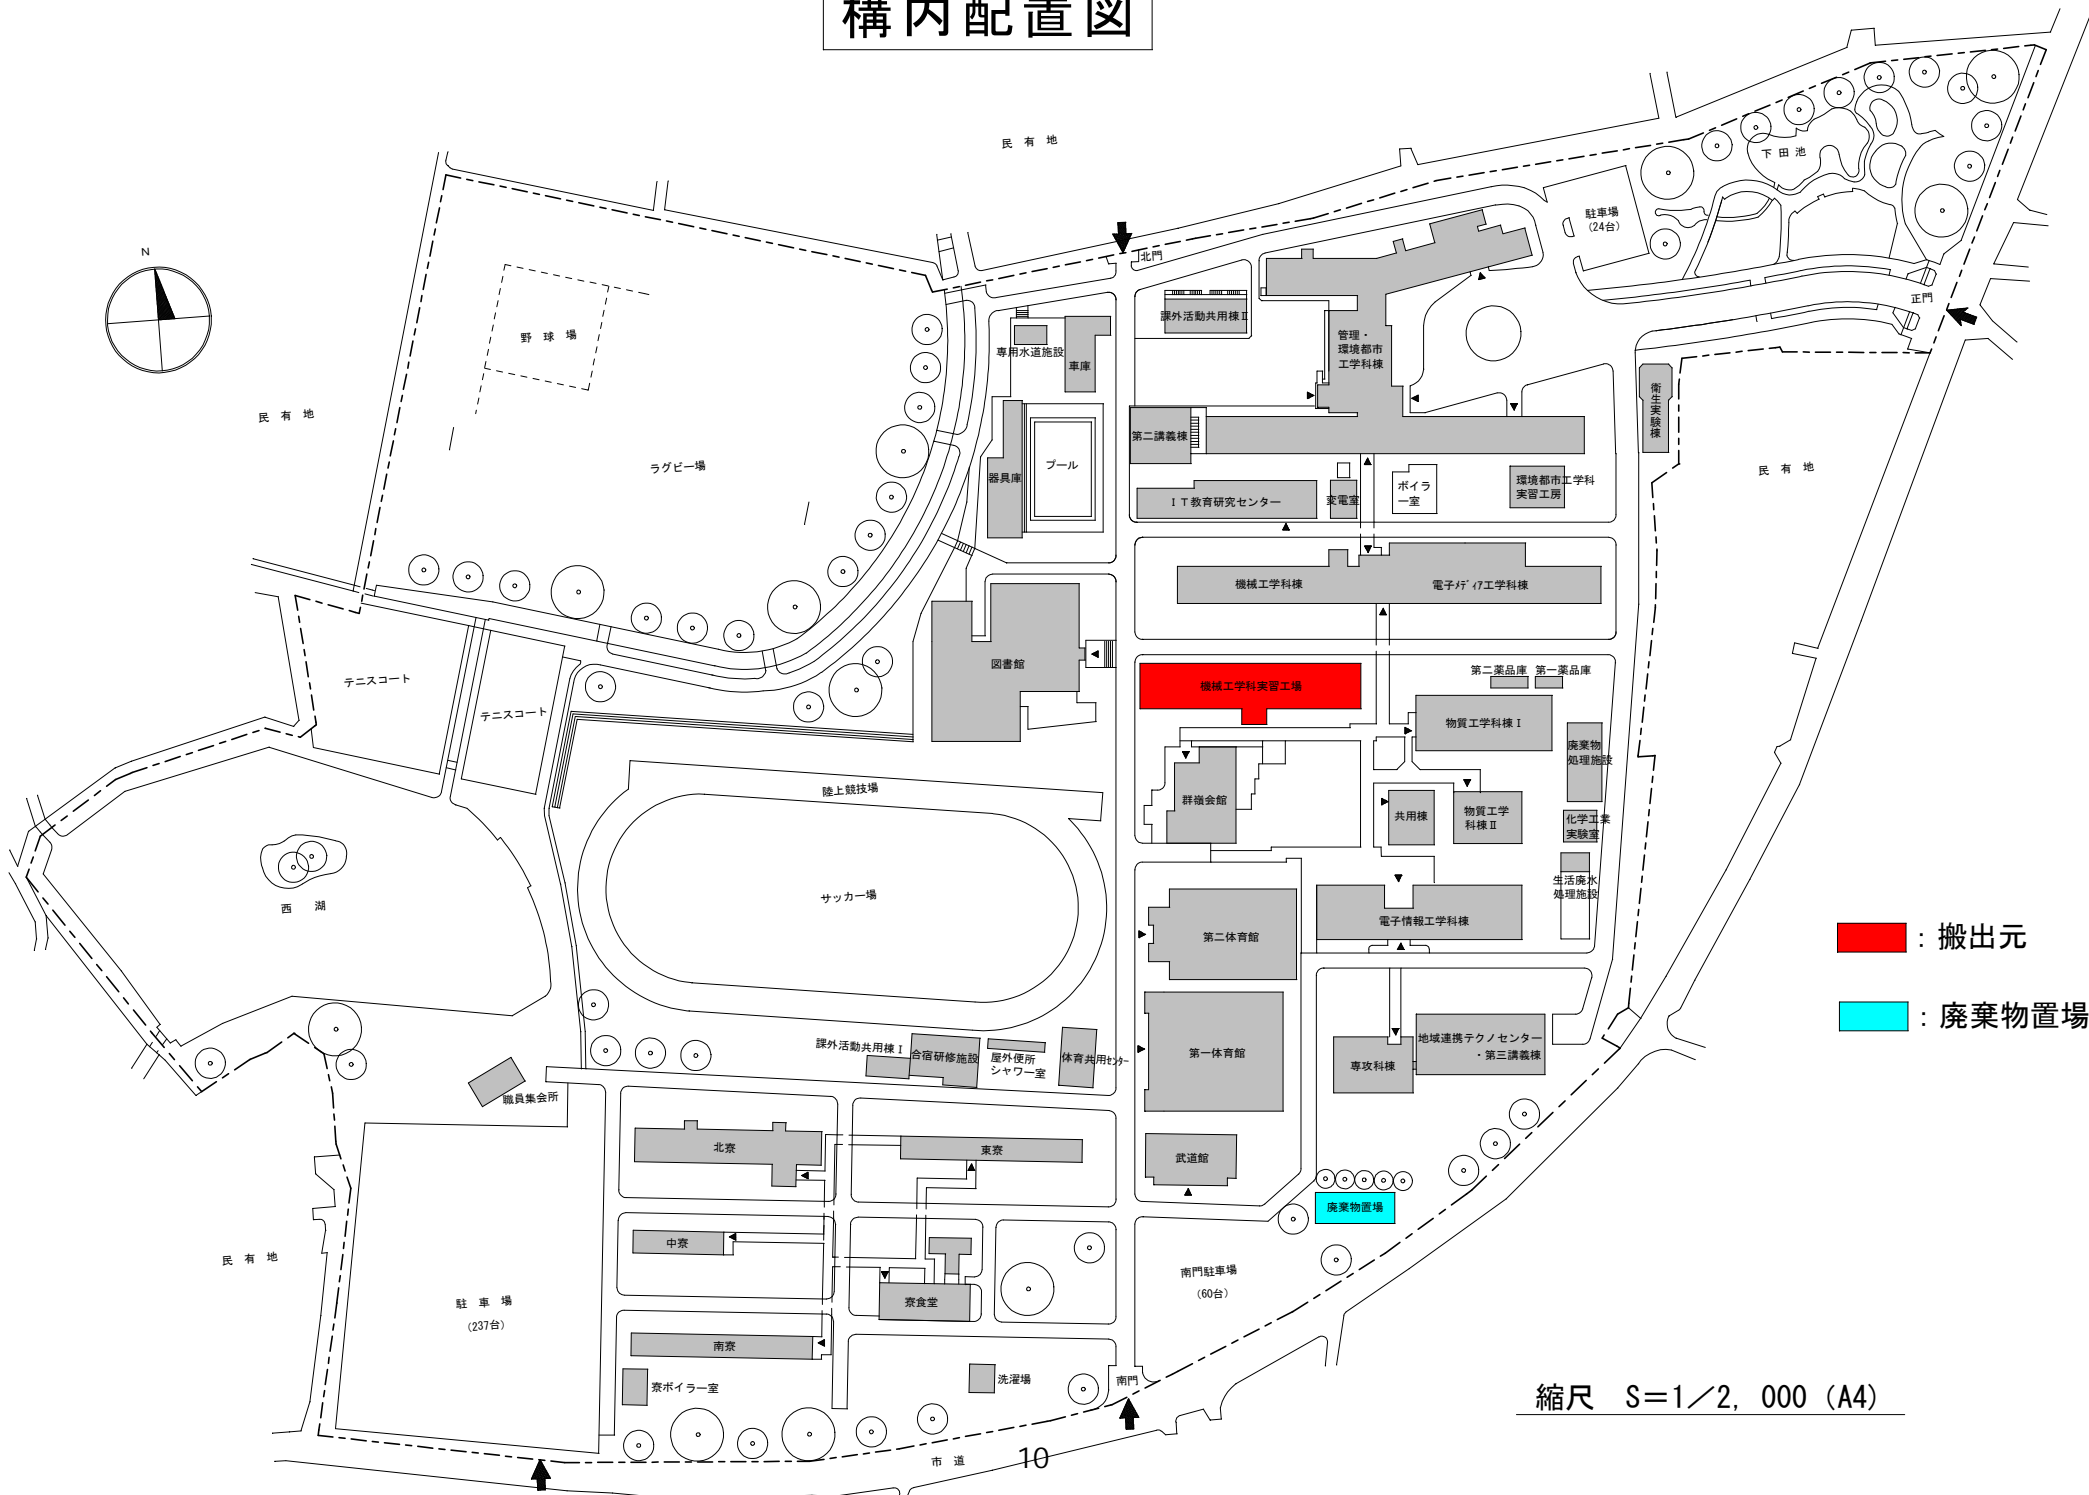 構内配置図
民 有 地
下 田 池
駐車場
(24台)
N
北門
正門
野 球 場
課外活動共用棟Ⅱ
専用水道施設
車庫
管理・
環境都市
工学科棟
衛生実験棟
民 有 地
第二講義棟
ラグビー場
プール
器具庫
民 有 地
IT教育研究センター
変電室
ボイラ
ー室
環境都市工学科
実習工房
機械工学科棟
電子ﾒﾃﾞｨｱ工学科棟
図書館
テニスコート
テニスコート
機械工学科実習工場
第二薬品庫
第一薬品庫
物質工学科棟Ⅰ
廃棄物
処理施設
陸上競技場
群嶺会館
共用棟
物質工学
科棟Ⅱ
化学工業
実験室
サッカー場
西 湖
生活廃水
処理施設
第二体育館
電子情報工学科棟
:搬出元
:廃棄物置場
課外活動共用棟Ⅰ
合宿研修施設
屋外便所
シャワー室
体育共用ｾﾝﾀｰ
第一体育館
地域連携テクノセンター
・第三講義棟
専攻科棟
職員集会所
北寮
東寮
武道館
廃棄物置場
中寮
民 有 地
南門駐車場
(60台)
駐 車 場
(237台)
寮食堂
南寮
寮ボイラー室
洗濯場
南門
縮尺 S=1/2,000(A4)
市 道
10